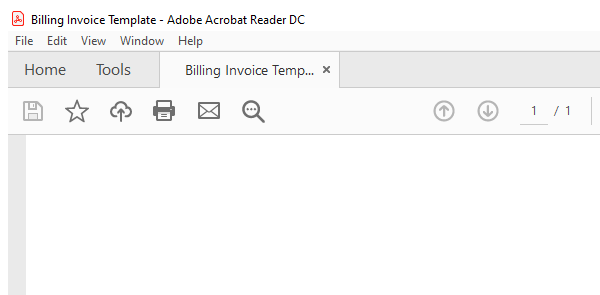 Billing Invoice Template - Adobe Acrobat Reader DC
File Edit View Window Help
Home Tools Billing Invoice Temp... ×
1 / 1